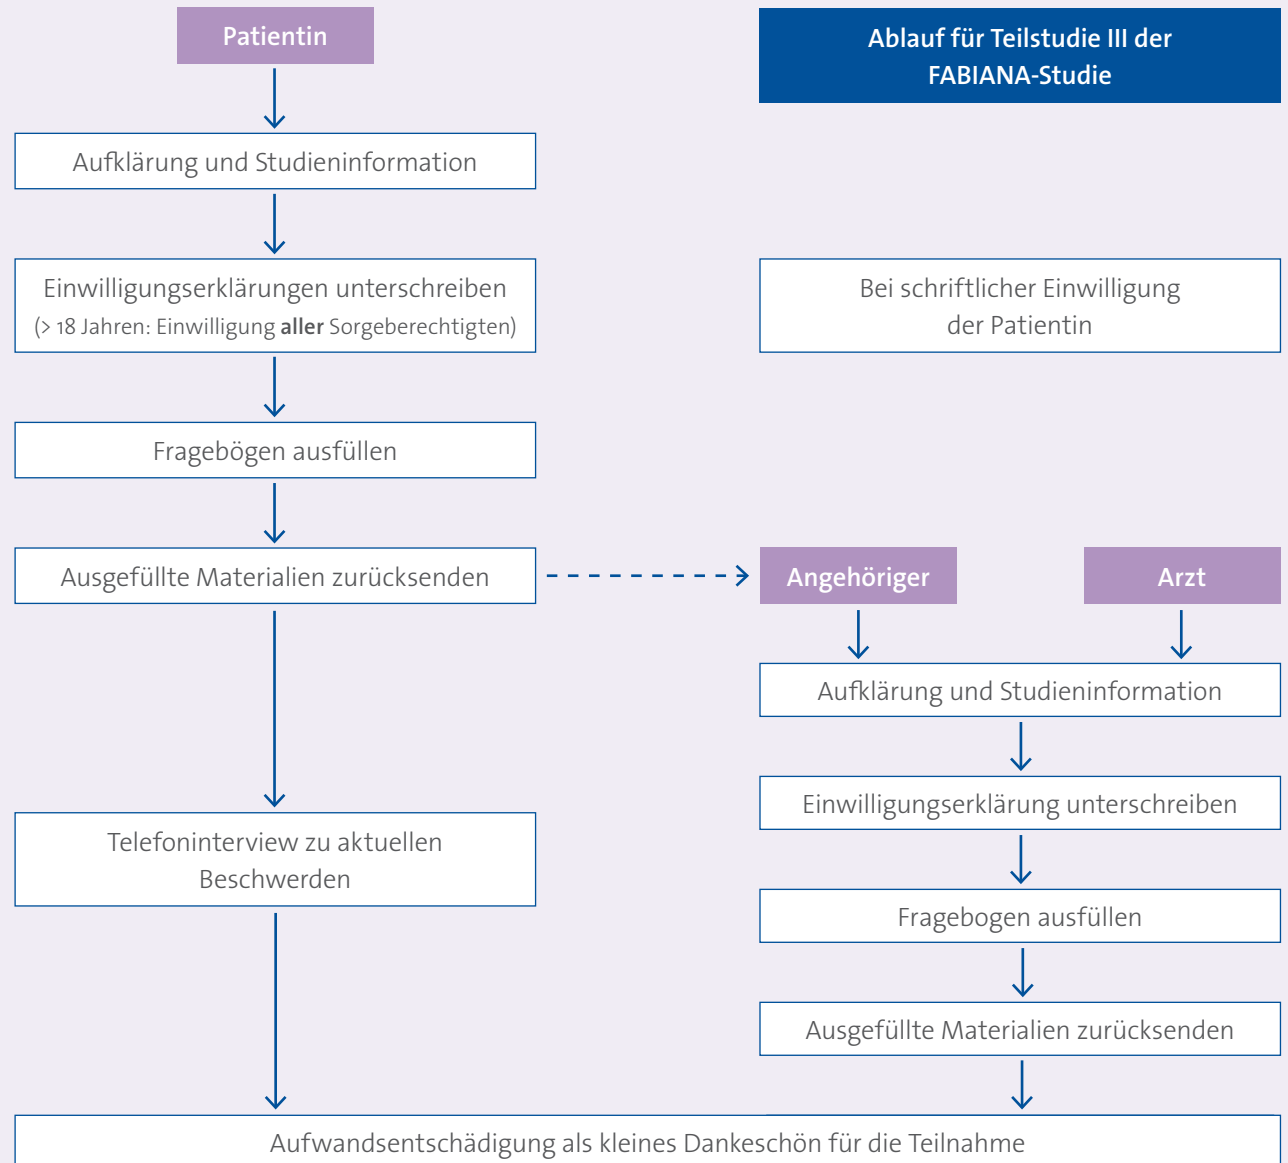 Patientin
Ablauf für Teilstudie III der
FABIANA-Studie
Aufklärung und Studieninformation
Einwilligungserklärungen unterschreiben
(> 18 Jahren: Einwilligung aller Sorgeberechtigten)
Bei schriftlicher Einwilligung
der Patientin
Fragebögen ausfüllen
Ausgefüllte Materialien zurücksenden
Angehöriger
Arzt
Aufklärung und Studieninformation
Einwilligungserklärung unterschreiben
Telefoninterview zu aktuellen
Beschwerden
Fragebogen ausfüllen
Ausgefüllte Materialien zurücksenden
Aufwandsentschädigung als kleines Dankeschön für die Teilnahme